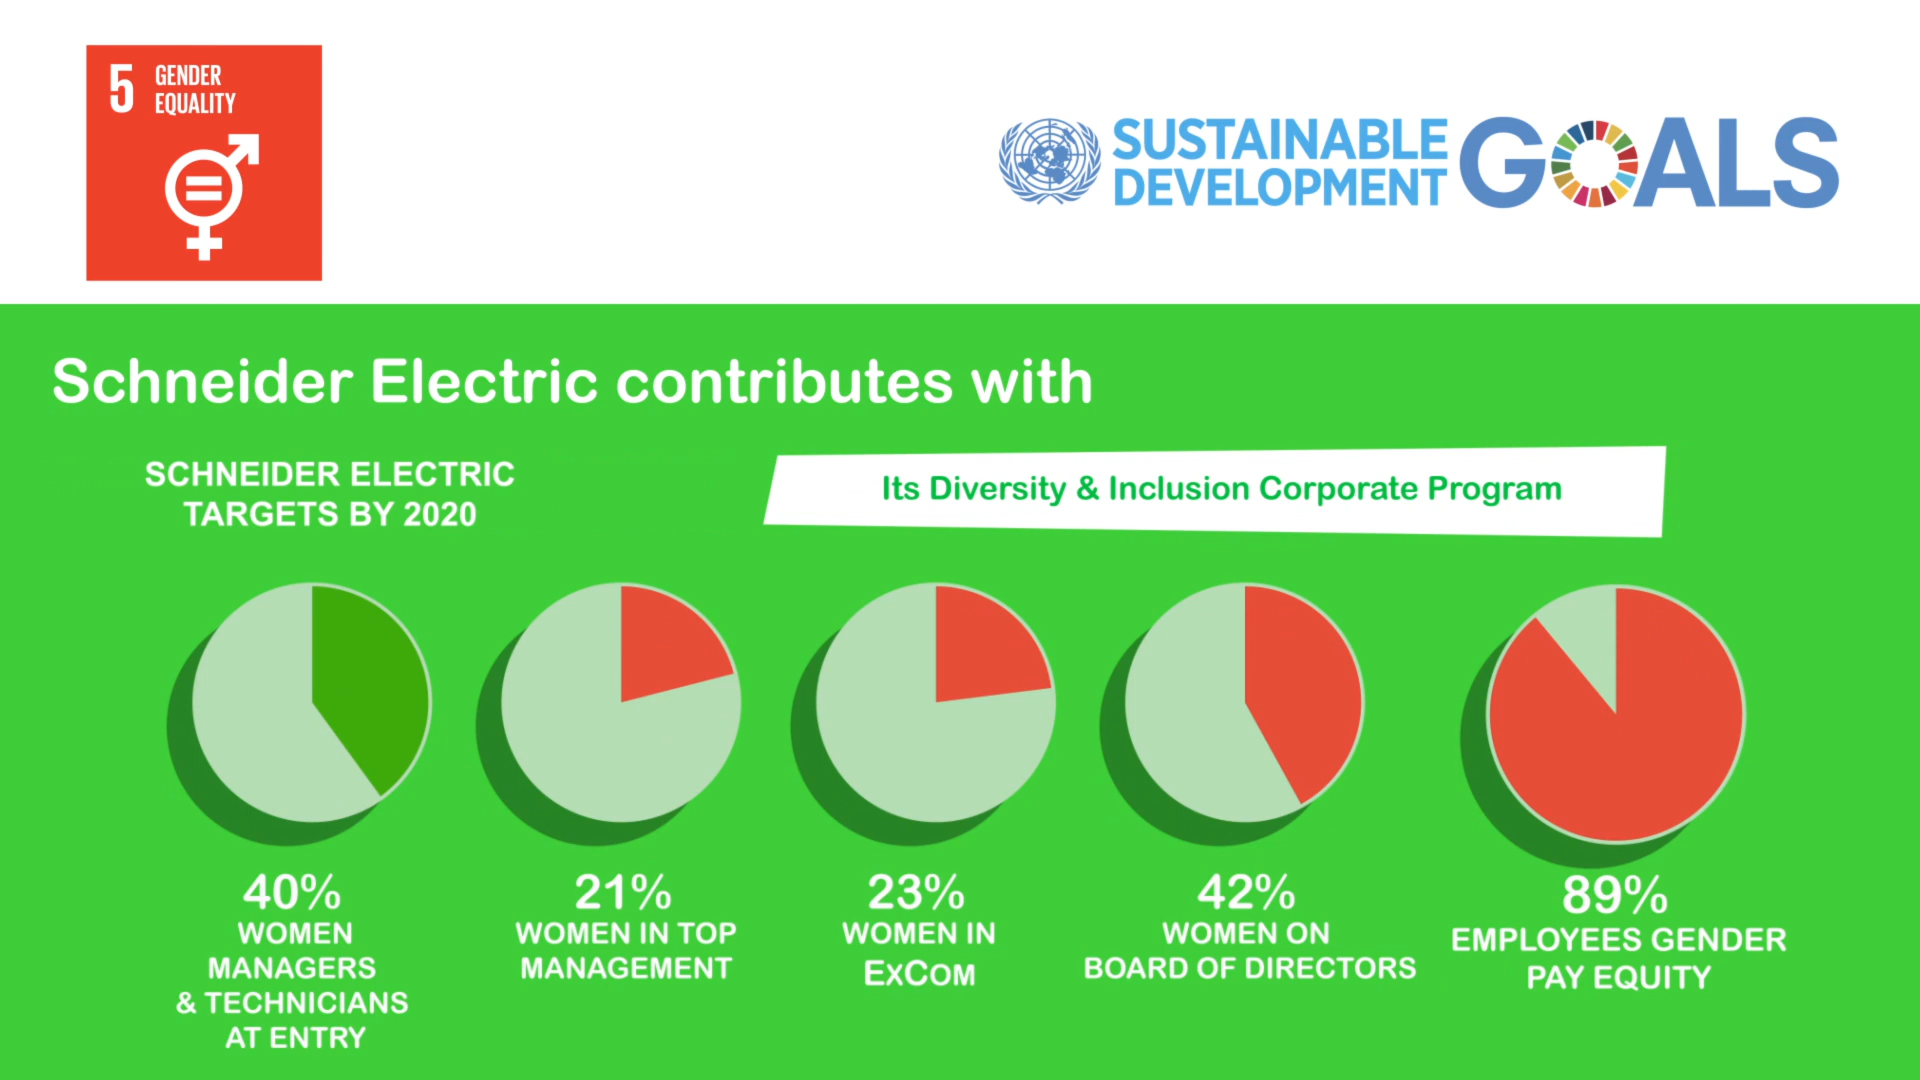 5 GENDER
EQUALITY
SUSTAINABLE
DEVELOPMENT
GOALS
Schneider Electric contributes with
SCHNEIDER ELECTRIC
TARGETS BY 2020
Its Diversity & Inclusion Corporate Program
40%
WOMEN
MANAGERS
& TECHNICIANS
AT ENTRY
21%
WOMEN IN TOP
MANAGEMENT
23%
WOMEN IN
EXCOM
42%
WOMEN ON
BOARD OF DIRECTORS
89%
EMPLOYEES GENDER
PAY EQUITY